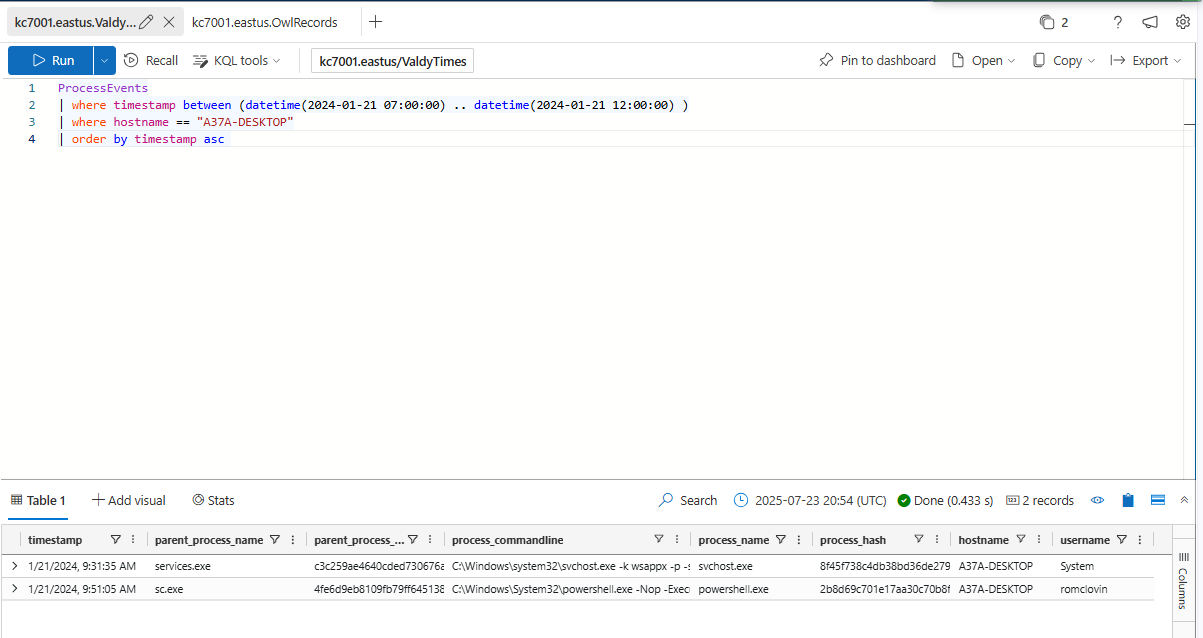 kc7001.eastus.Valdy...
kc7001.eastus.OwlRecords
2
?
Run
Recall
KQL tools
kc7001.eastus/ValdyTimes
Pin to dashboard
Open
Copy
Export
1 ProcessEvents
2 | where timestamp between (datetime(2024-01-21 07:00:00) .. datetime(2024-01-21 12:00:00) )
3 | where hostname == "A37A-DESKTOP"
4 | order by timestamp asc
Table 1
Add visual
Stats
Search
2025-07-23 20:54 (UTC)
Done (0.433 s)
2 records
timestamp parent_process_name parent_process_... process_commandline process_name process_hash hostname username
1/21/2024, 9:31:35 AM services.exe c3c259ae4640cded730676a C:\Windows\system32\svchost.exe -k wsappx -p -s svchost.exe 8f45f738c4db38bd36de279 A37A-DESKTOP System
1/21/2024, 9:51:05 AM sc.exe 4fe6d9eb8109fb79ff645138 C:\Windows\System32\powershell.exe -Nop -Exec powershell.exe 2b8d69c701e17aa30c70b8f A37A-DESKTOP romclovin
Columns